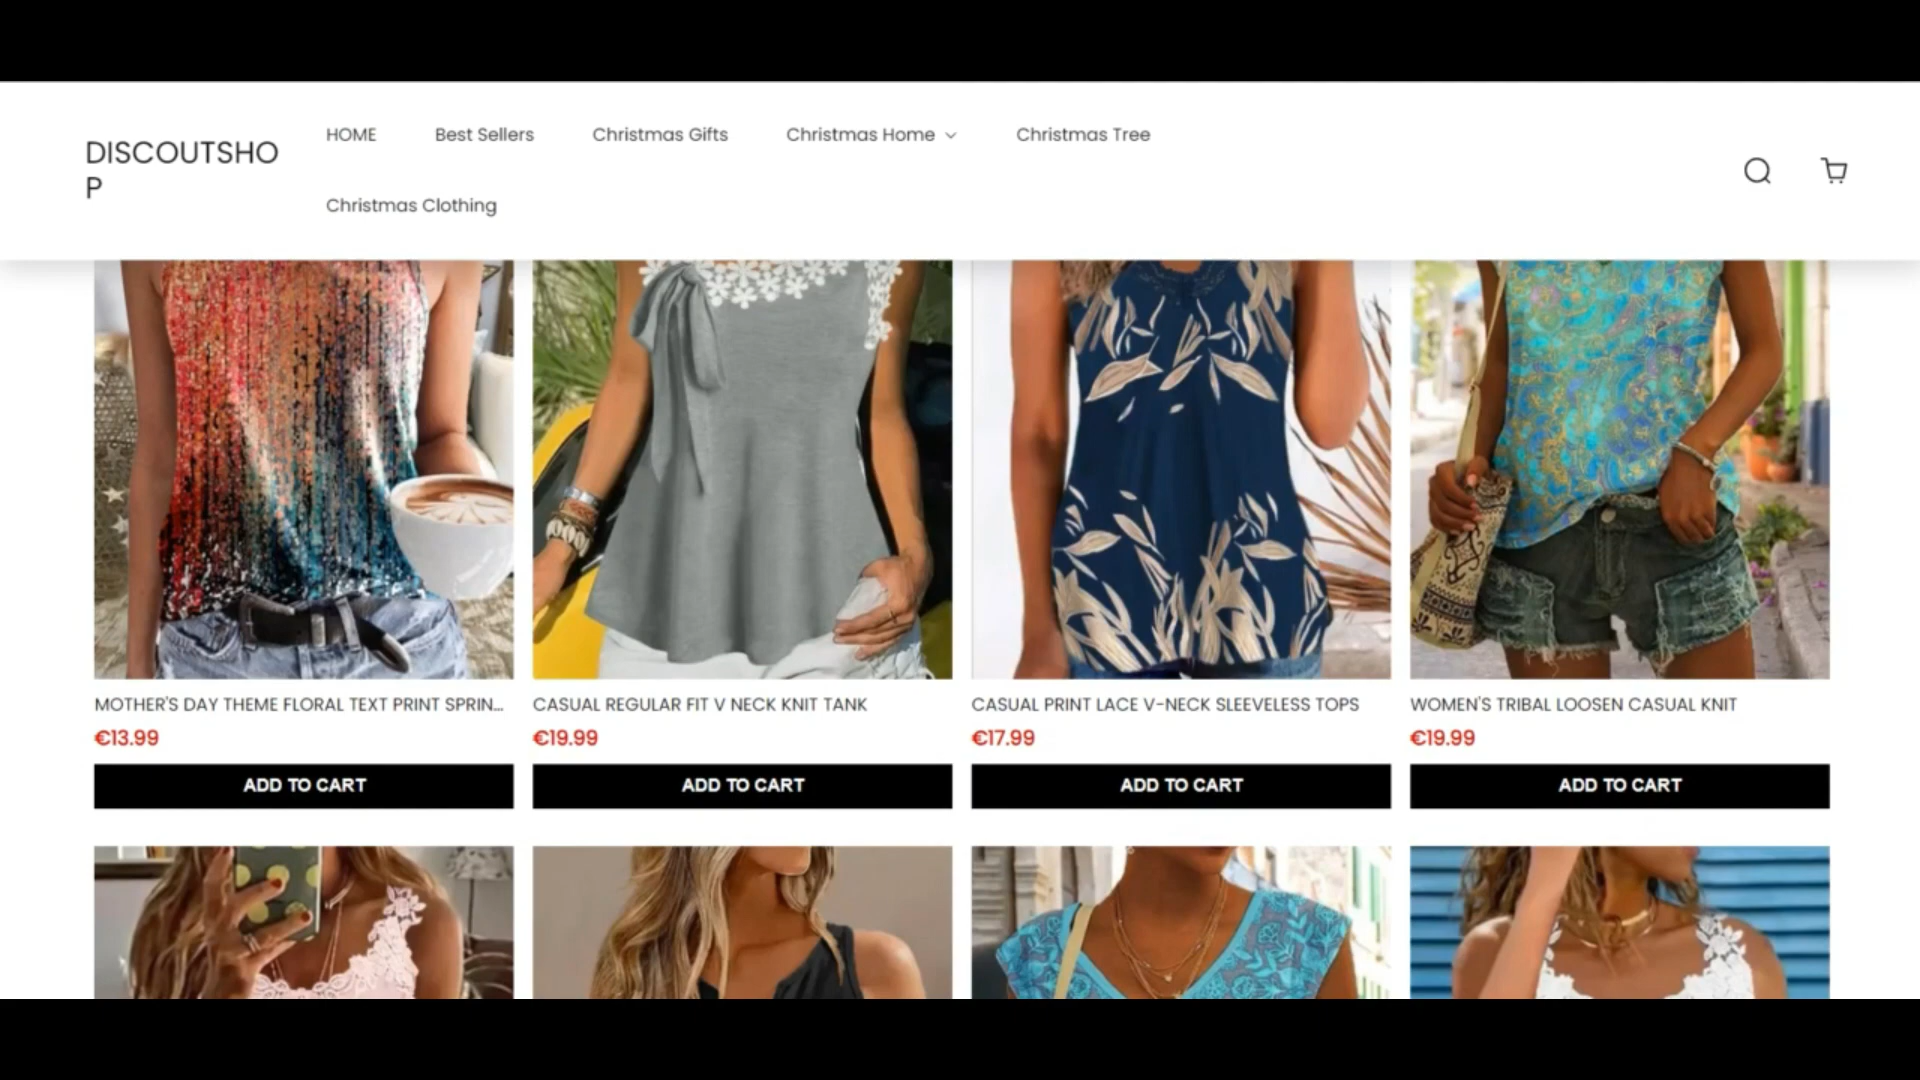 DISCOUTSHO
P
HOME
Best Sellers
Christmas Gifts
Christmas Home
Christmas Tree
Christmas Clothing
MOTHER'S DAY THEME FLORAL TEXT PRINT SPRIN...
€13.99
ADD TO CART
CASUAL REGULAR FIT V NECK KNIT TANK
€19.99
ADD TO CART
CASUAL PRINT LACE V-NECK SLEEVELESS TOPS
€17.99
ADD TO CART
WOMEN'S TRIBAL LOOSEN CASUAL KNIT
€19.99
ADD TO CART